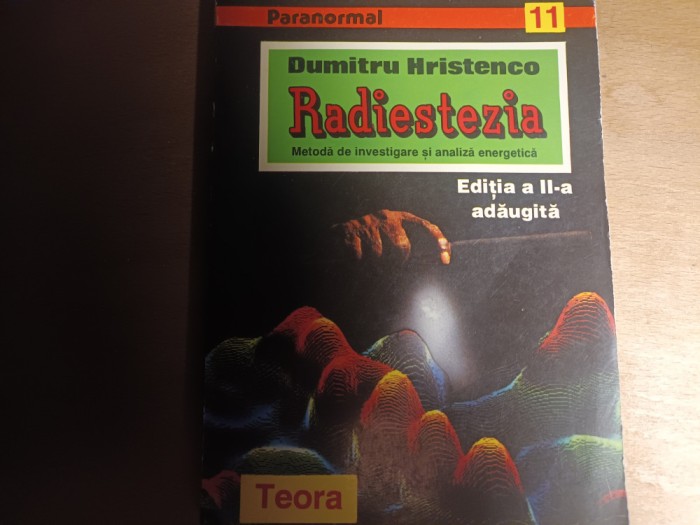 Paranormal
11
Dumitru Hristenco
Radiestezia
Metodă de investigare și analiză energetică
Ediția a II-a
adăugită
Teora